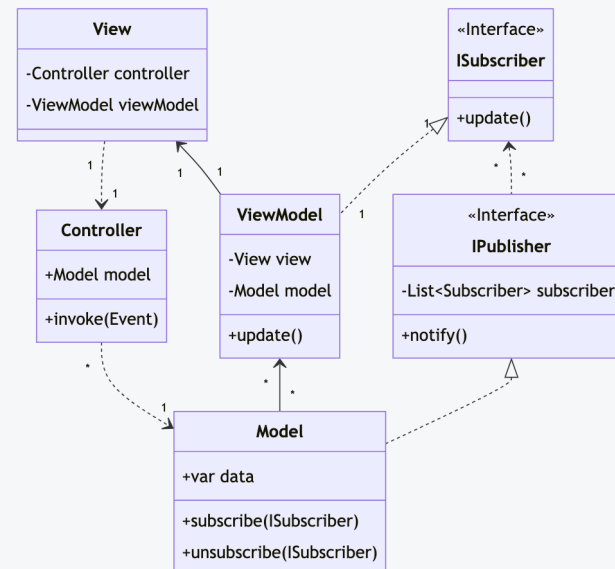 View
-Controller controller
-ViewModel viewModel
«Interface»
ISubscriber
+update()
1
1
1
1
1
1
*
*
Controller
+Model model
+invoke(Event)
ViewModel
-View view
-Model model
+update()
«Interface»
IPublisher
-List<Subscriber> subscriber
+notify()
*
1
*
*
Model
+var data
+subscribe(ISubscriber)
+unsubscribe(ISubscriber)